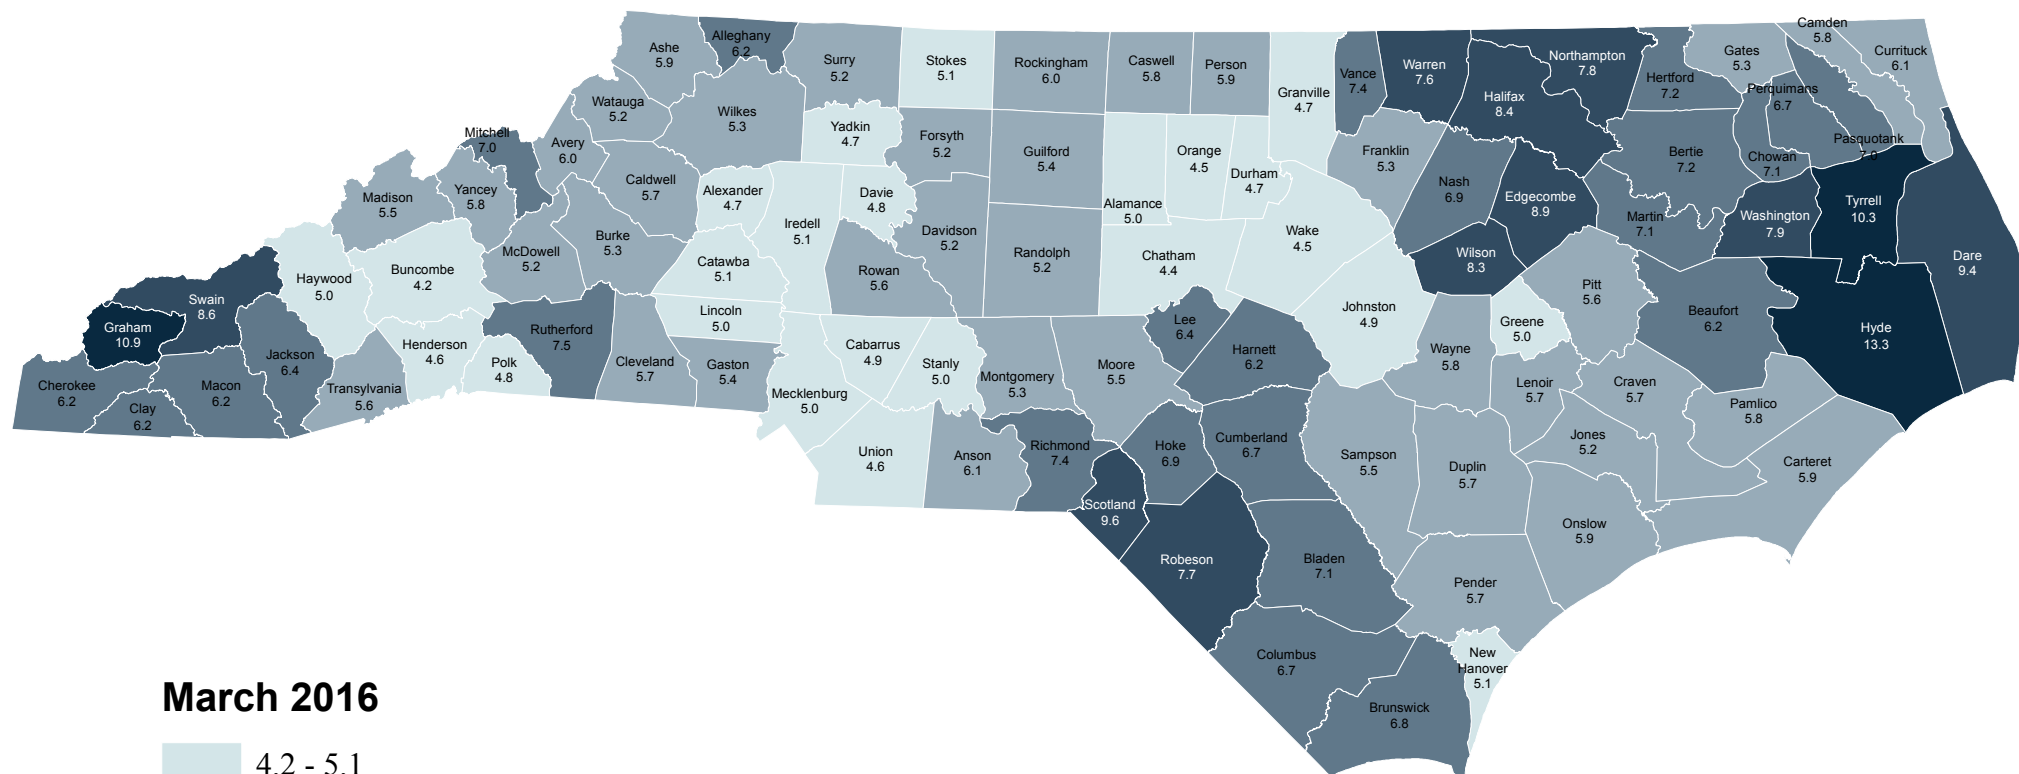 Camden
5.8
Alleghany
6.2
Ashe
5.9
Surry
5.2
Stokes
5.1
Rockingham
6.0
Caswell
5.8
Person
5.9
Granville
4.7
Vance
7.4
Warren
7.6
Northampton
7.8
Hertford
7.2
Gates
5.3
Currituck
6.1
Halifax
8.4
Perquimans
6.7
Watauga
5.2
Wilkes
5.3
Yadkin
4.7
Forsyth
5.2
Guilford
5.4
Orange
4.5
Durham
4.7
Franklin
5.3
Bertie
7.2
Pasquotank
7.0
Chowan
7.1
Mitchell
7.0
Avery
6.0
Madison
5.5
Yancey
5.8
Caldwell
5.7
Alexander
4.7
Davie
4.8
Iredell
5.1
Alamance
5.0
Nash
6.9
Edgecombe
8.9
Martin
7.1
Washington
7.9
Tyrrell
10.3
Dare
9.4
McDowell
5.2
Burke
5.3
Catawba
5.1
Rowan
5.6
Davidson
5.2
Randolph
5.2
Chatham
4.4
Wake
4.5
Wilson
8.3
Pitt
5.6
Haywood
5.0
Buncombe
4.2
Swain
8.6
Graham
10.9
Jackson
6.4
Henderson
4.6
Polk
4.8
Rutherford
7.5
Cleveland
5.7
Lincoln
5.0
Gaston
5.4
Cabarrus
4.9
Stanly
5.0
Montgomery
5.3
Moore
5.5
Lee
6.4
Harnett
6.2
Johnston
4.9
Wayne
5.8
Greene
5.0
Beaufort
6.2
Hyde
13.3
Cherokee
6.2
Clay
6.2
Macon
6.2
Transylvania
5.6
Mecklenburg
5.0
Union
4.6
Anson
6.1
Richmond
7.4
Hoke
6.9
Cumberland
6.7
Sampson
5.5
Duplin
5.7
Lenoir
5.7
Craven
5.7
Jones
5.2
Pamlico
5.8
Carteret
5.9
Scotland
9.6
Robeson
7.7
Bladen
7.1
Onslow
5.9
Pender
5.7
Columbus
6.7
Brunswick
6.8
New
Hanover
5.1
March 2016
4.2 - 5.1